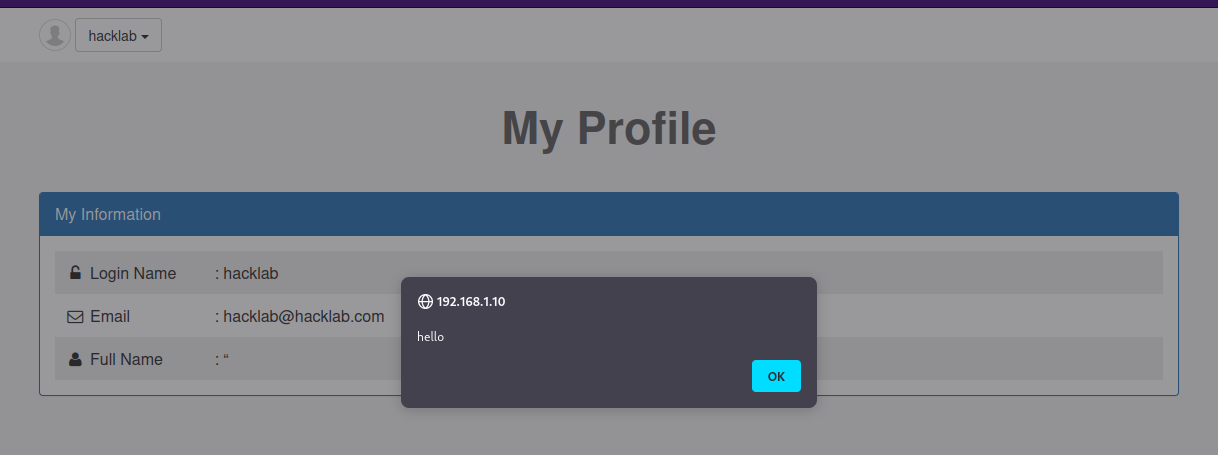 hacklab
My Profile
My Information
Login Name : hacklab
Email : hacklab@hacklab.com
Full Name : “
192.168.1.10
hello
OK